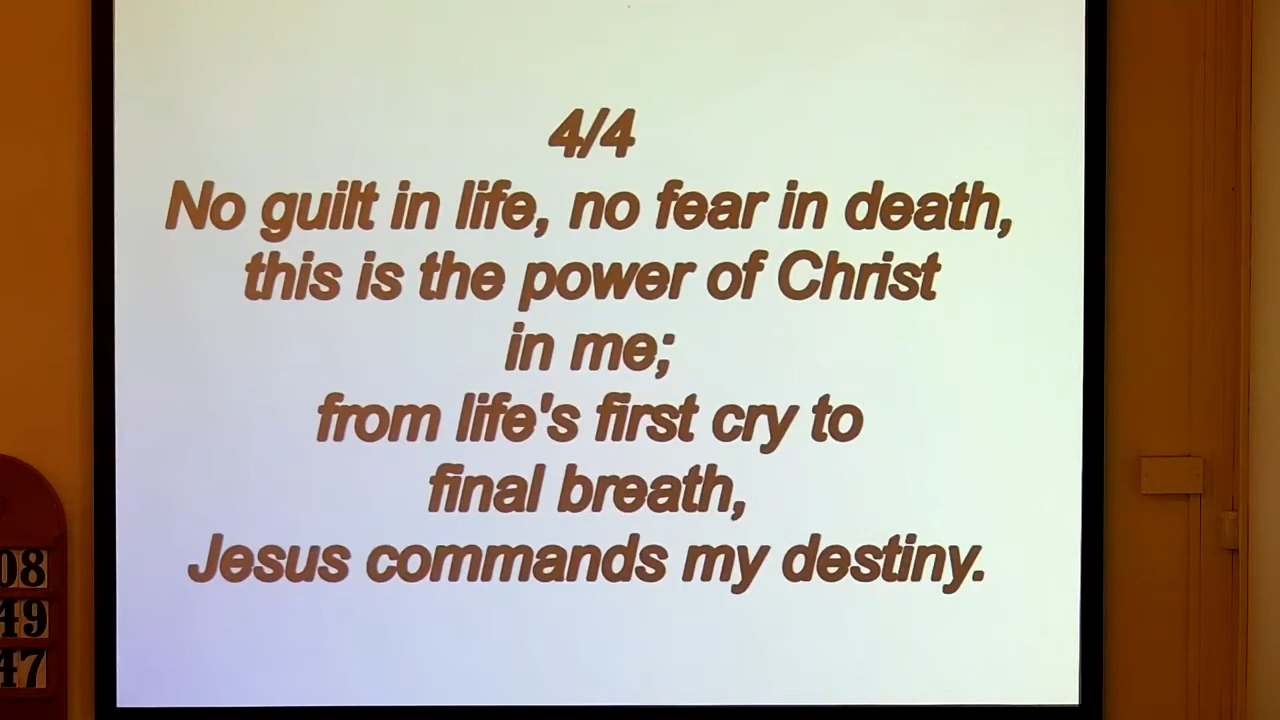 4/4
No guilt in life, no fear in death,
this is the power of Christ
in me;
from life's first cry to
final breath,
Jesus commands my destiny.
08
49
47